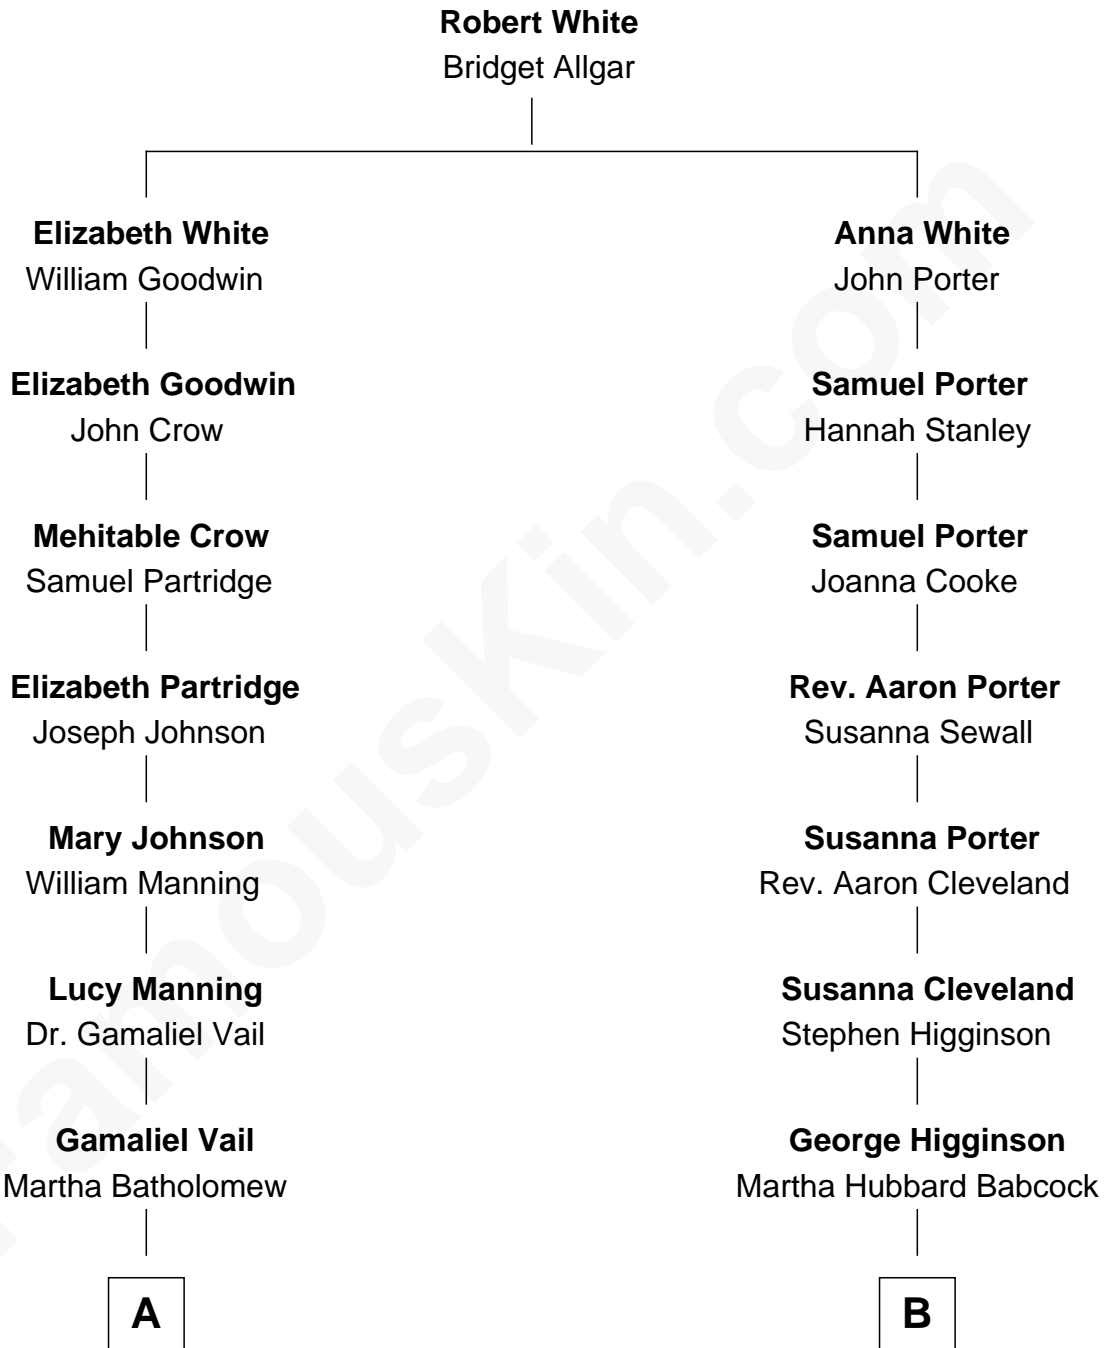 Robert White
Bridget Allgar
Elizabeth White
William Goodwin
Elizabeth Goodwin
John Crow
Mehitable Crow
Samuel Partridge
Elizabeth Partridge
Joseph Johnson
Mary Johnson
William Manning
Lucy Manning
Dr. Gamaliel Vail
Gamaliel Vail
Martha Batholomew
A
Anna White
John Porter
Samuel Porter
Hannah Stanley
Samuel Porter
Joanna Cooke
Rev. Aaron Porter
Susanna Sewall
Susanna Porter
Rev. Aaron Cleveland
Susanna Cleveland
Stephen Higginson
George Higginson
Martha Hubbard Babcock
B
FamousKin.com